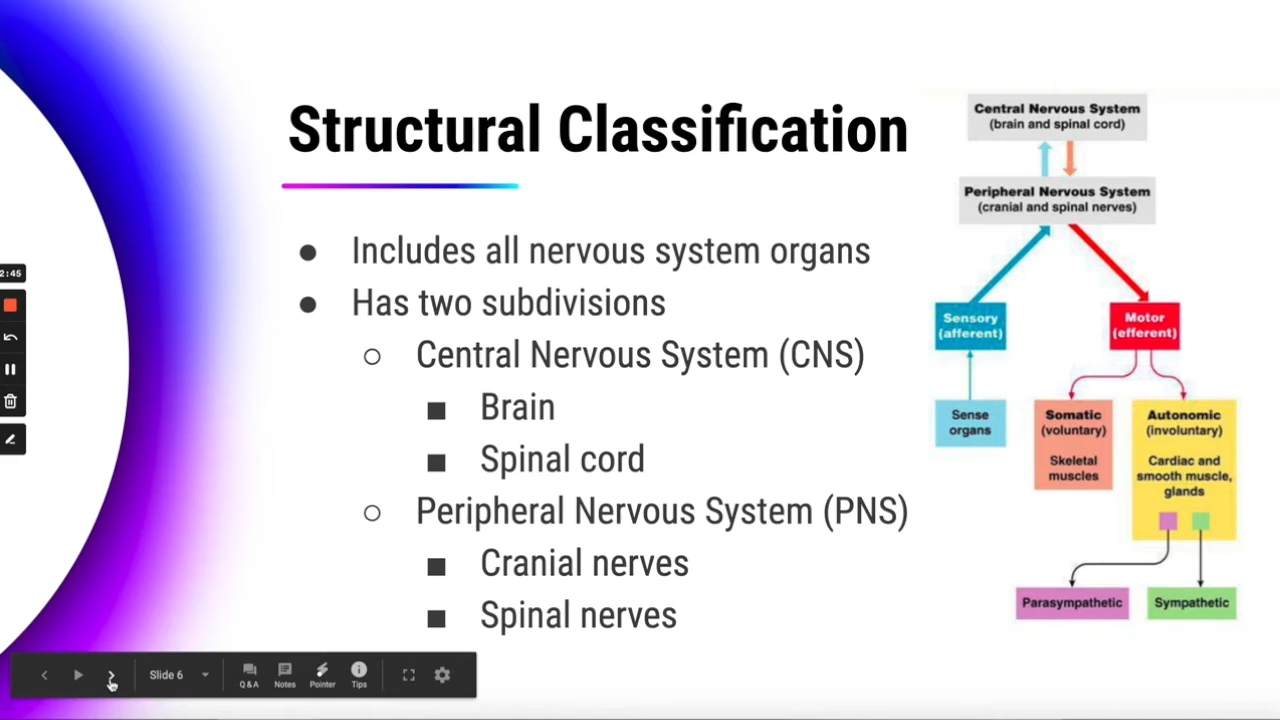 Structural Classification
Includes all nervous system organs
Has two subdivisions
Central Nervous System (CNS)
Brain
Spinal cord
Peripheral Nervous System (PNS)
Cranial nerves
Spinal nerves
Central Nervous System
(brain and spinal cord)
Peripheral Nervous System
(cranial and spinal nerves)
Sensory
(afferent)
Motor
(efferent)
Sense
organs
Somatic
(voluntary)
Skeletal
muscles
Autonomic
(involuntary)
Cardiac and
smooth muscle,
glands
Parasympathetic
Sympathetic
2:45
Slide 6
Q&A
Notes
Pointer
Tips